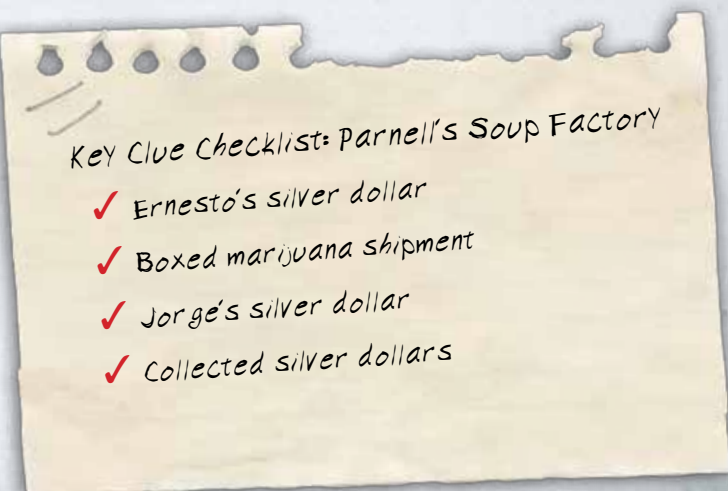 Key Clue Checklist: Parnell's Soup Factory
✓ Ernesto's silver dollar
✓ Boxed marijuana shipment
✓ Jorge's silver dollar
✓ Collected silver dollars